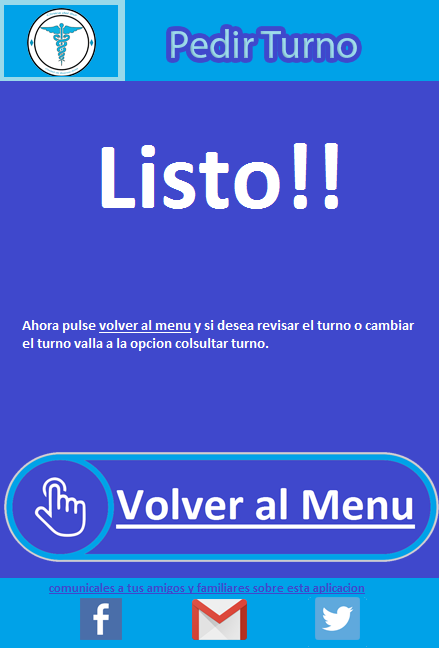 Pedir Turno
Listo!!
Ahora pulse volver al menu y si desea revisar el turno o cambiar
el turno valla a la opcion colsultar turno.
Volver al Menu
comunicales a tus amigos y familiares sobre esta aplicacion